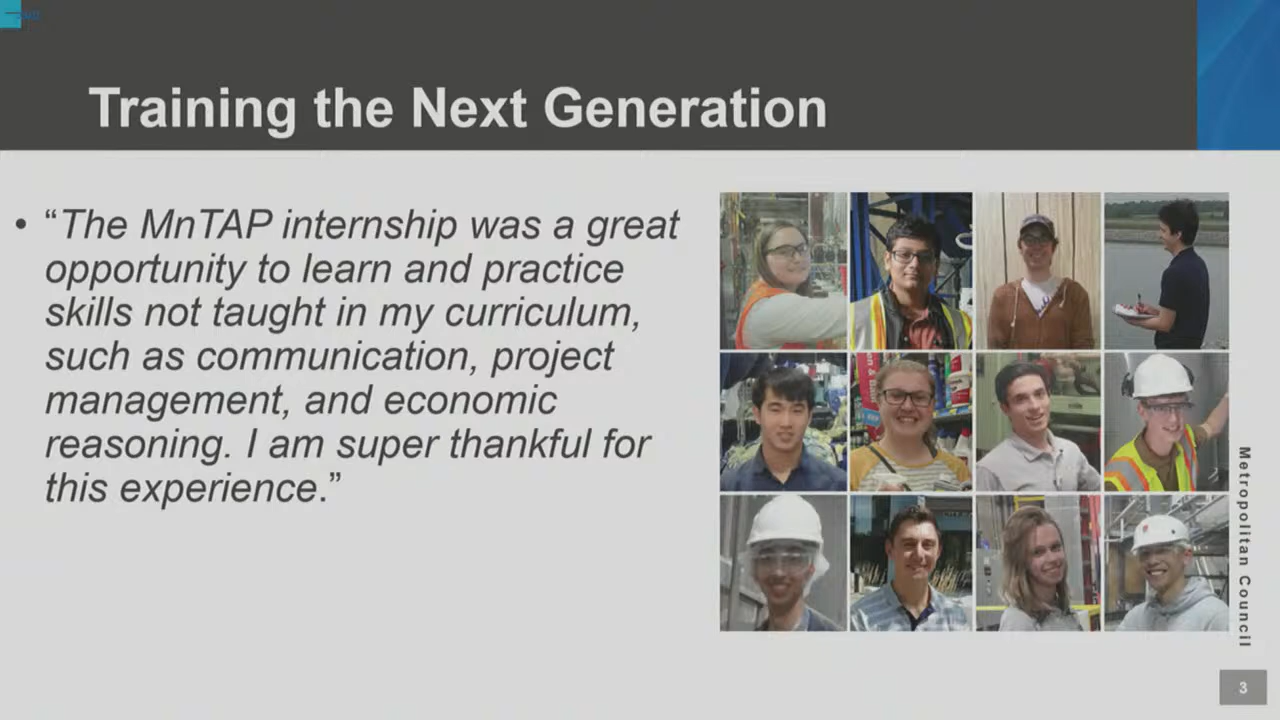 Training the Next Generation
• “The MnTAP internship was a great
opportunity to learn and practice
skills not taught in my curriculum,
such as communication, project
management, and economic
reasoning. I am super thankful for
this experience.”
Metropolitan Council
3